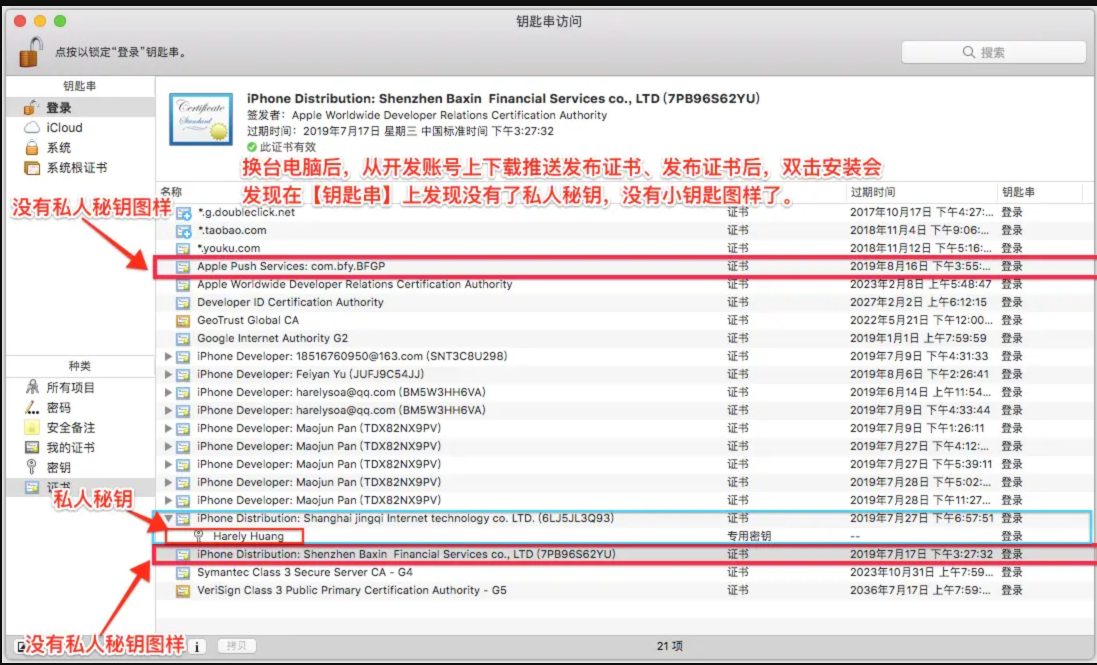 钥匙串访问
点按以锁定“登录”钥匙串。
搜索
钥匙串
登录
iCloud
系统
系统根证书
Certificate
Standard
iPhone Distribution: Shenzhen Baxin  Financial Services co., LTD (7PB96S62YU)
签发者: Apple Worldwide Developer Relations Certification Authority
过期时间: 2019年7月17日 星期三 中国标准时间 下午3:27:32
此证书有效
换台电脑后，从开发账号上下载推送发布证书、发布证书后，双击安装会
发现在【钥匙串】上发现没有了私人秘钥，没有小钥匙图样了。
没有私人秘钥图样
名称 过期时间 钥匙串
*.g.doubleclick.net 证书 2017年10月17日 下午4:27:... 登录
*.taobao.com 证书 2018年11月4日 下午9:06:... 登录
*.youku.com 证书 2018年11月12日 下午5:16:... 登录
Apple Push Services: com.bfy.BFGP 证书 2019年8月16日 下午3:55:... 登录
Apple Worldwide Developer Relations Certification Authority 证书 2023年2月8日 上午5:48:47 登录
Developer ID Certification Authority 证书 2027年2月2日 上午6:12:15 登录
GeoTrust Global CA 证书 2022年5月21日 下午12:00... 登录
Google Internet Authority G2 证书 2019年1月1日 上午7:59:59 登录
iPhone Developer: 18516760950@163.com (SNT3C8U298) 证书 2019年7月9日 下午4:31:33 登录
iPhone Developer: Feiyan Yu (JUFJ9C54JJ) 证书 2019年8月6日 下午2:26:41 登录
iPhone Developer: harelysoa@qq.com (BM5W3HH6VA) 证书 2019年6月14日 上午11:54... 登录
iPhone Developer: harelysoa@qq.com (BM5W3HH6VA) 证书 2019年7月9日 下午4:33:44 登录
iPhone Developer: Maojun Pan (TDX82NX9PV) 证书 2019年7月9日 下午1:26:11 登录
iPhone Developer: Maojun Pan (TDX82NX9PV) 证书 2019年7月27日 下午4:12:... 登录
iPhone Developer: Maojun Pan (TDX82NX9PV) 证书 2019年7月27日 下午5:39:11 登录
iPhone Developer: Maojun Pan (TDX82NX9PV) 证书 2019年7月28日 下午5:02:... 登录
iPhone Developer: Maojun Pan (TDX82NX9PV) 证书 2019年7月28日 上午11:27... 登录
iPhone Distribution: Shanghai jingqi Internet technology co. LTD. (6LJ5JL3Q93) 证书 2019年7月27日 下午6:57:51 登录
Harely Huang 专用密钥 -- 登录
iPhone Distribution: Shenzhen Baxin  Financial Services co., LTD (7PB96S62YU) 证书 2019年7月17日 下午3:27:32 登录
Symantec Class 3 Secure Server CA - G4 证书 2023年10月31日 上午7:59... 登录
VeriSign Class 3 Public Primary Certification Authority - G5 证书 2036年7月17日 上午7:59:... 登录
种类
所有项目
密码
安全备注
我的证书
密钥
证书
私人秘钥
没有私人秘钥图样
拷贝
21 项